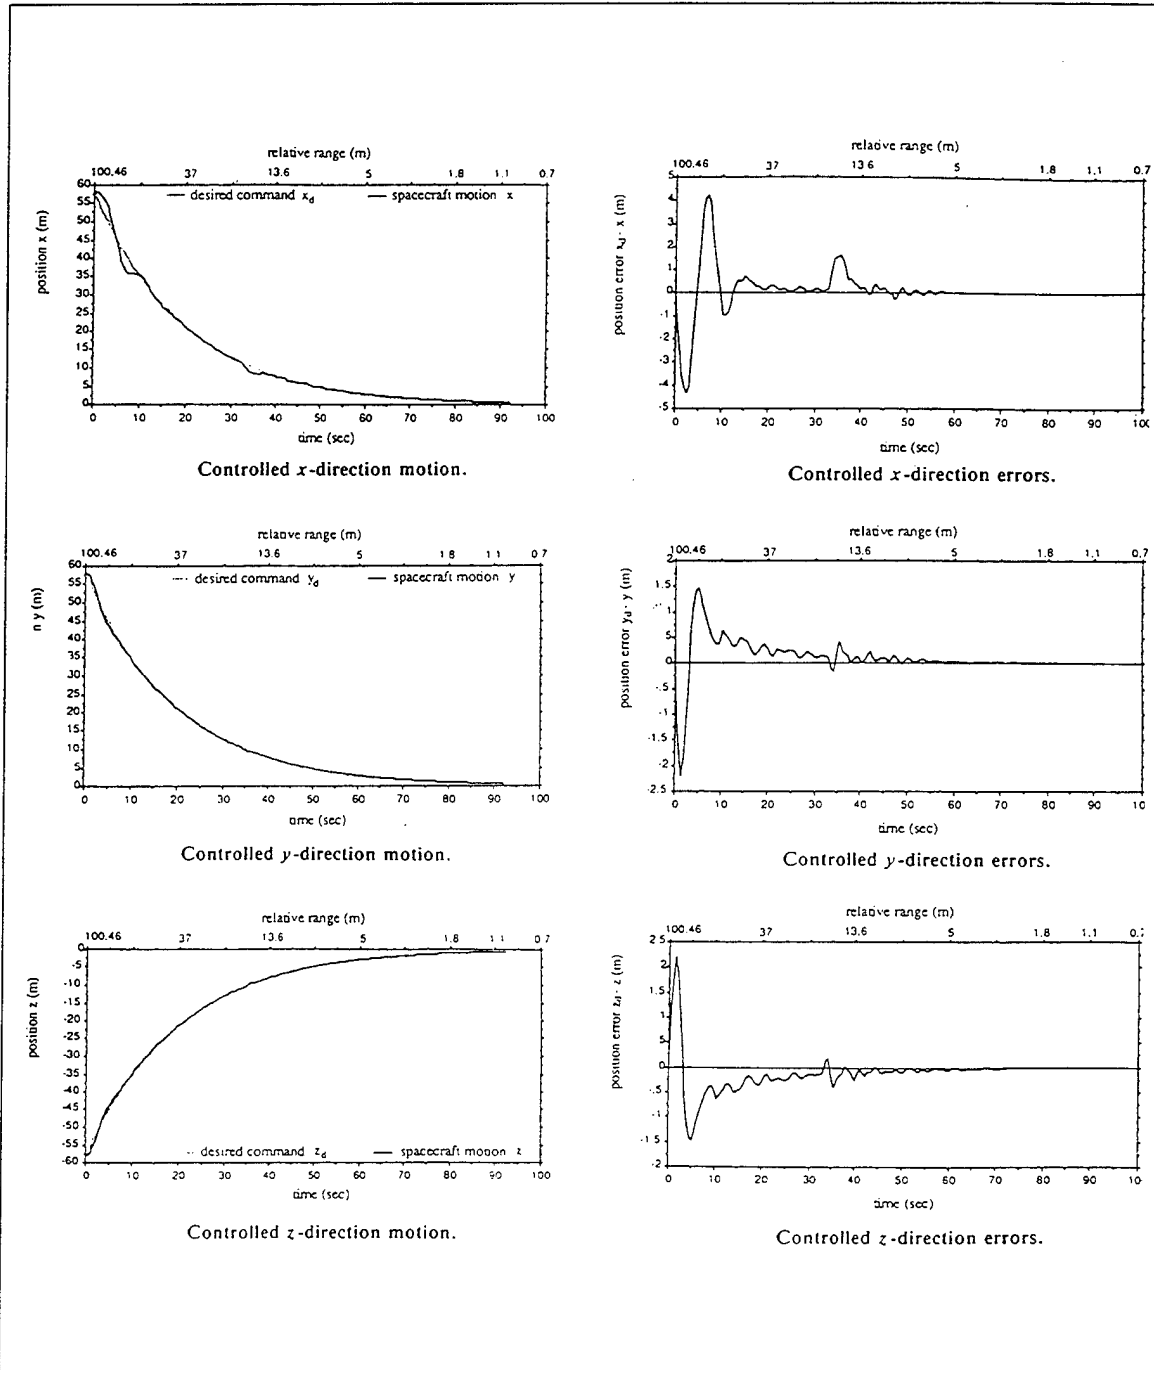 relative range (m)
100.46 37 13.6 5 1.8 1.1 0.7
desired command x_d spacecraft motion x
position x (m)
60
55
50
45
40
35
30
25
20
15
10
5
0
0 10 20 30 40 50 60 70 80 90 100
time (sec)
Controlled x-direction motion.
relative range (m)
100.46 37 13 6 5 1.8 1.1 0.7
position error x_d - x (m)
5
4
3
2
1
0
-1
-2
-3
-4
-5
0 10 20 30 40 50 60 70 80 90 10(
time (sec)
Controlled x-direction errors.
relative range (m)
100.46 37 13.6 5 1 8 1 1 0 7
desired command y_d spacecraft motion y
n y (m)
60
55
50
45
40
35
30
25
20
15
10
5
0
0 10 20 30 40 50 60 70 80 90 100
time (sec)
Controlled y-direction motion.
relative range (m)
100.46 37 13.6 5 1.8 1.1 0.7
position error y_d - y (m)
2
1.5
1
.5
0
-.5
-1
-1.5
-2
-2.5
0 10 20 30 40 50 60 70 80 90 10
time (sec)
Controlled y-direction errors.
relative range (m)
100.46 37 13.6 5 1.8 1 1 0 7
position z (m)
0
-5
-10
-15
-20
-25
-30
-35
-40
-45
-50
-55
-60
desired command z_d spacecraft motion z
0 10 20 30 40 50 60 70 80 90 100
time (sec)
Controlled z-direction motion.
relative range (m)
100.46 37 13.6 5 1.8 1.1 0.7
position error z_d - z (m)
2 5
2
1.5
1
.5
0
-.5
-1
-1 5
-2
0 10 20 30 40 50 60 70 80 90 10
time (sec)
Controlled z-direction errors.